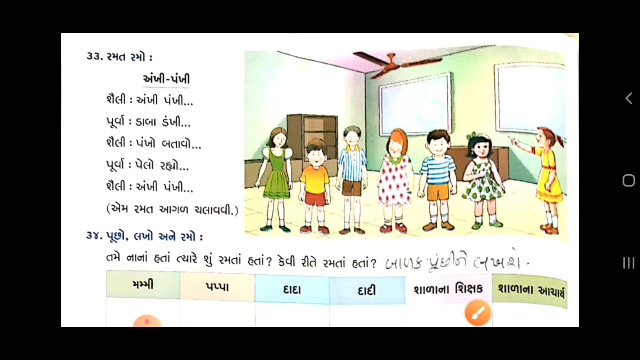 33. રમત રમો :
અંખી-પંખી
શૈલી : અંખી પંખી...
પૂર્વા : ડાબા ડંખી...
શૈલી : પંખો બતાવો...
પૂર્વા : પેલો રહ્યો...
શૈલી : અંખી પંખી...
(એમ રમત આગળ ચલાવવી.)
૩૪. પૂછો, લખો અને રમો :
તમે નાનાં હતાં ત્યારે શું રમતાં હતાં? કેવી રીતે રમતાં હતાં? બાળક પૂછીને લખશે.
મમ્મી પપ્પા દાદા દાદી શાળાના શિક્ષક શાળાના આચાર્ય